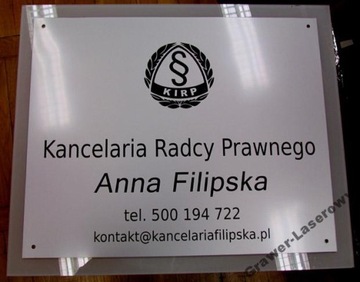 §
KIRP
Kancelaria Radcy Prawnego
Anna Filipska
tel. 500 194 722
kontakt@kancelariafilipska.pl
Grawer-Laserowy